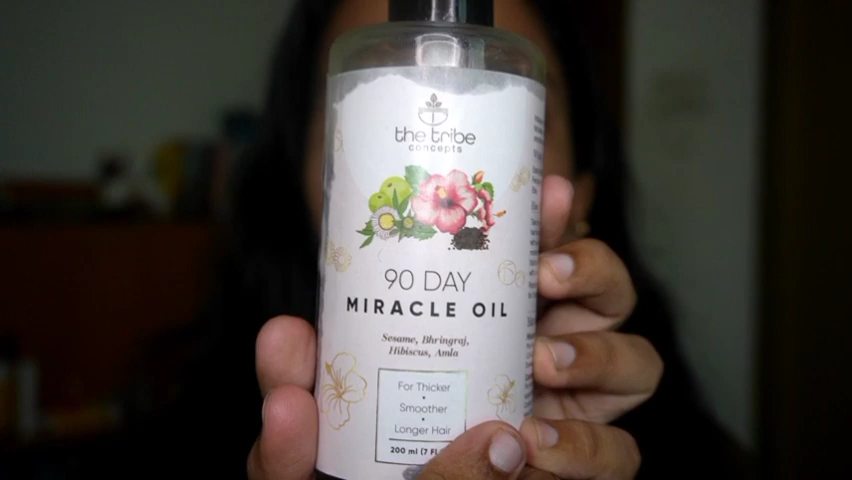 the tribe
concepts
90 DAY
MIRACLE OIL
Sesame, Bhringraj,
Hibiscus, Amla
For Thicker
•
Smoother
•
Longer Hair
200 ml (7 Fl